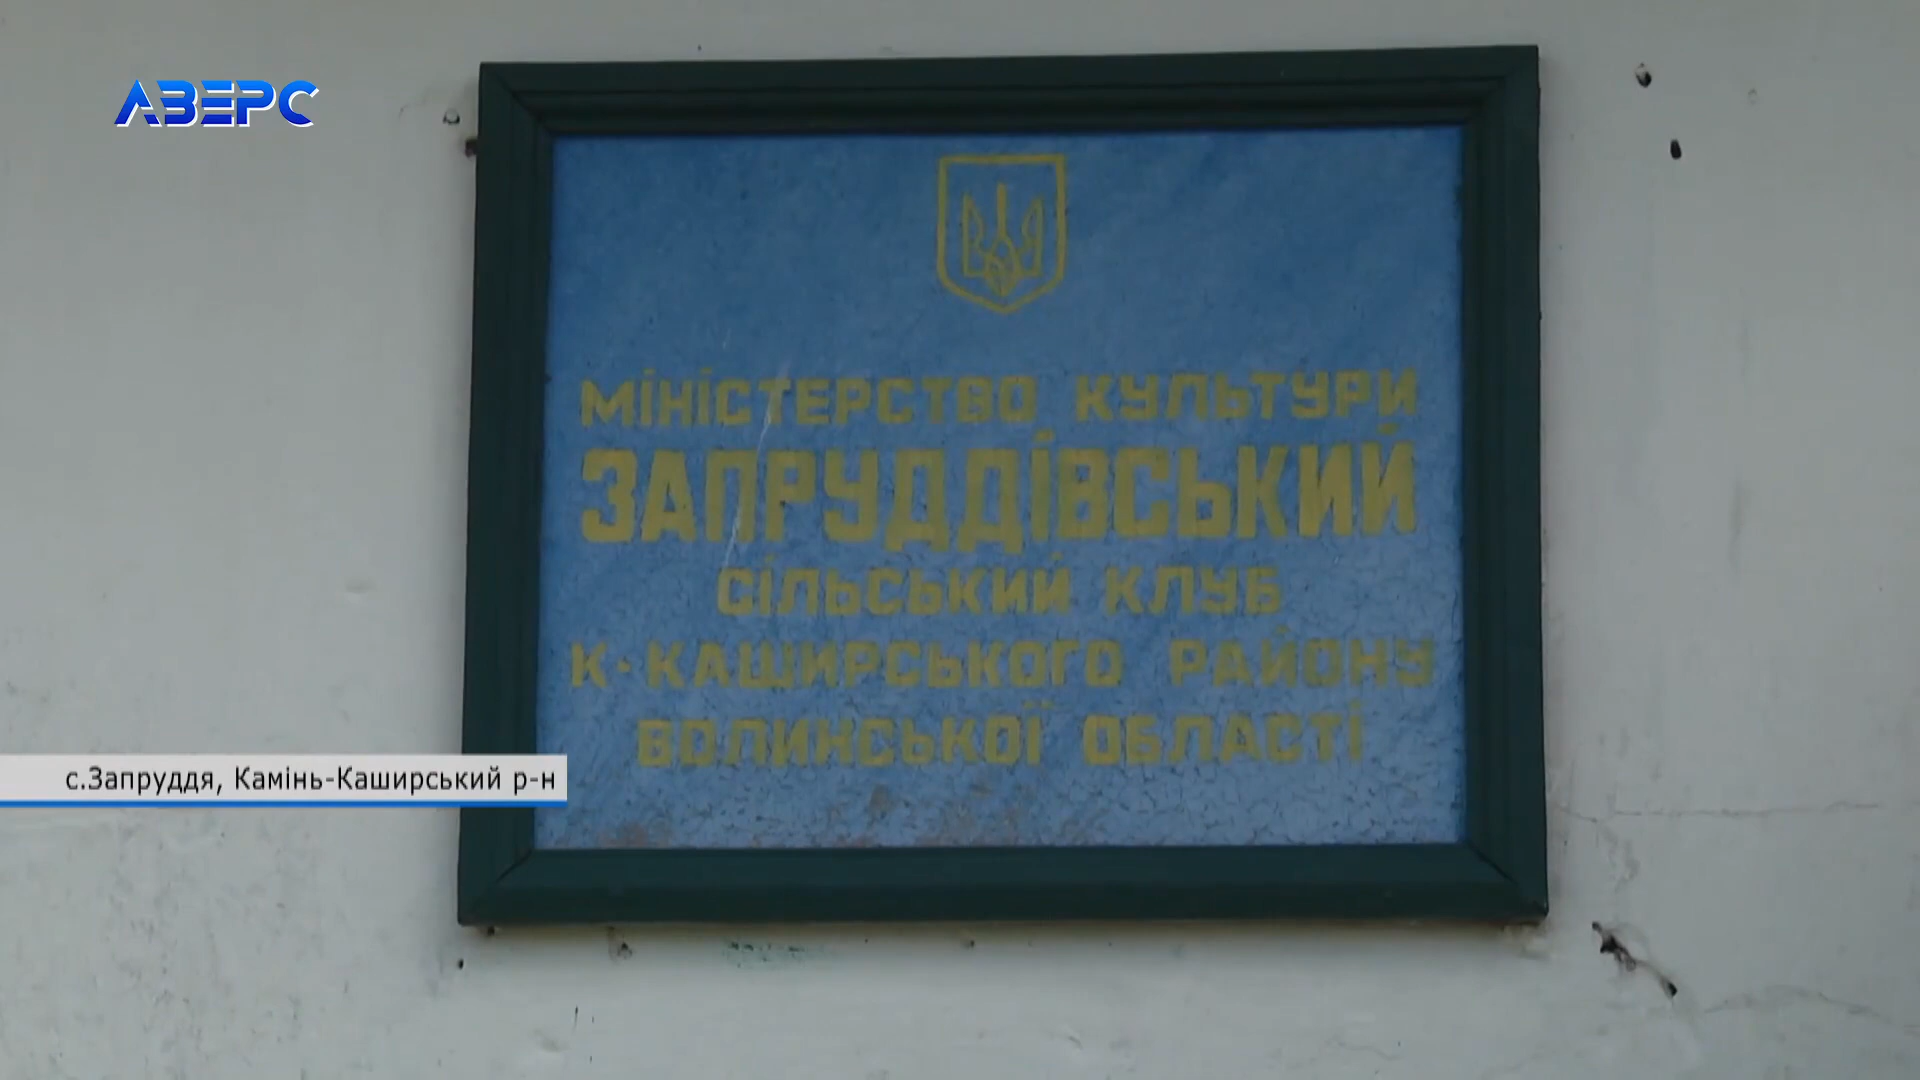 АВЕРС
МІНІСТЕРСТВО КУЛЬТУРИ
ЗАПРУДДІВСЬКИЙ
СІЛЬСЬКИЙ КЛУБ
К-КАШИРСЬКОГО РАЙОНУ
ВОЛИНСЬКОЇ ОБЛАСТІ
с.Запруддя, Камінь-Каширський р-н